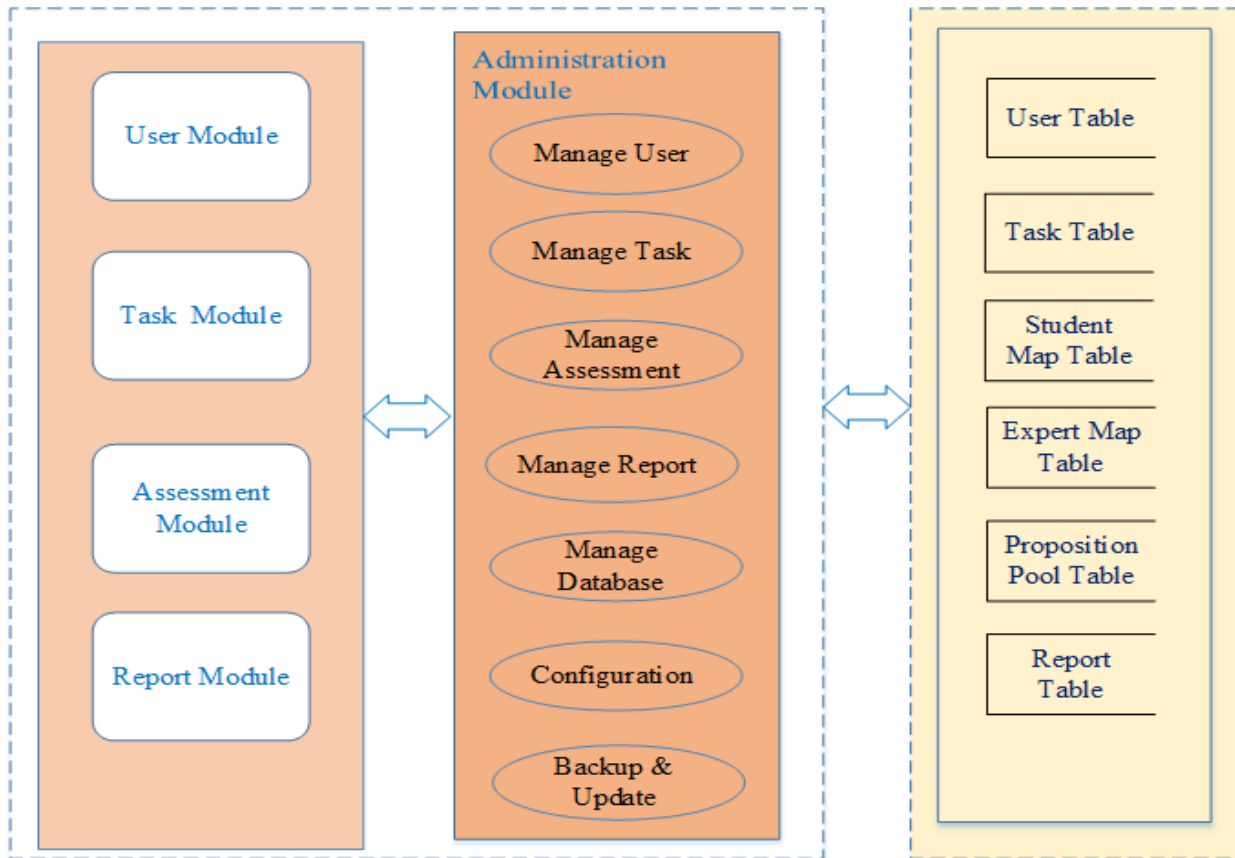 User Module
Task Module
Assessment
Module
Report Module
Administration
Module
Manage User
Manage Task
Manage
Assessment
Manage Report
Manage
Database
Configuration
Backup &
Update
User Table
Task Table
Student
Map Table
Expert Map
Table
Proposition
Pool Table
Report
Table